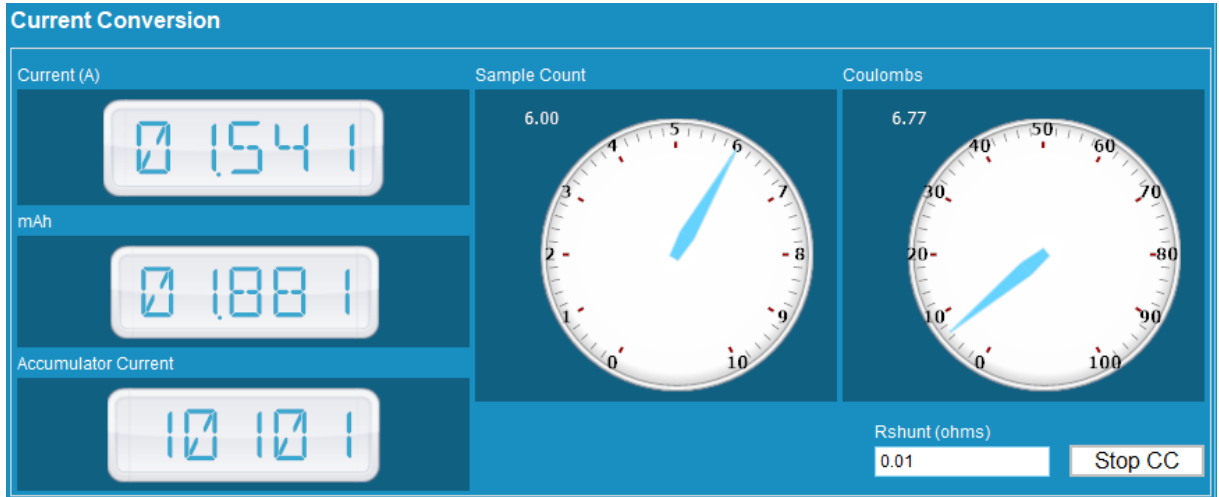 Current Conversion
Current (A)
01.541
mAh
01.881
Accumulator Current
10101
Sample Count
6.00
0 1 2 3 4 5 6 7 8 9 10
Coulombs
6.77
0 10 20 30 40 50 60 70 80 90 100
Rshunt (ohms)
0.01
Stop CC